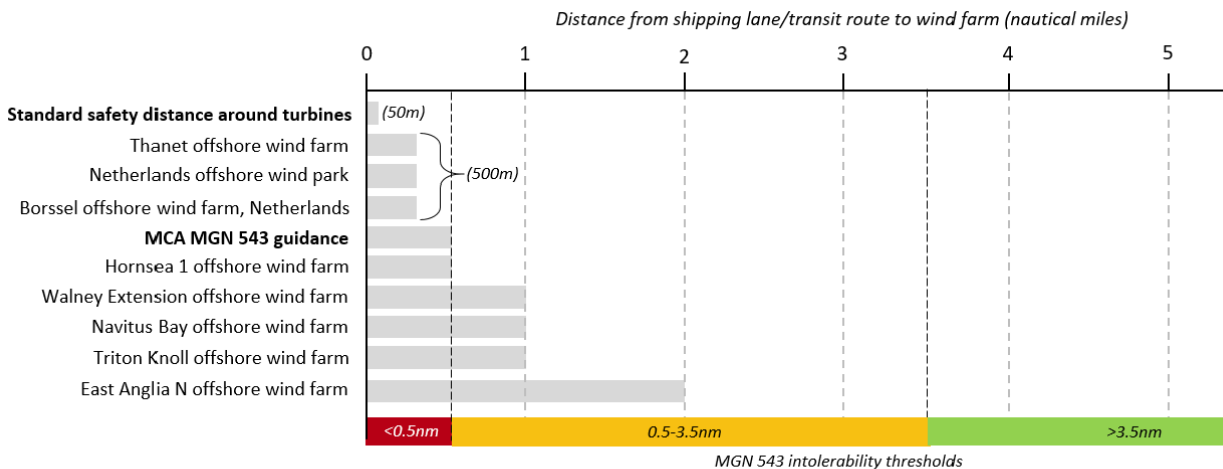 Distance from shipping lane/transit route to wind farm (nautical miles)
0 1 2 3 4 5
Standard safety distance around turbines (50m)
Thanet offshore wind farm
Netherlands offshore wind park (500m)
Borssel offshore wind farm, Netherlands
MCA MGN 543 guidance
Hornsea 1 offshore wind farm
Walney Extension offshore wind farm
Navitus Bay offshore wind farm
Triton Knoll offshore wind farm
East Anglia N offshore wind farm
<0.5nm 0.5-3.5nm >3.5nm
MGN 543 intolerability thresholds